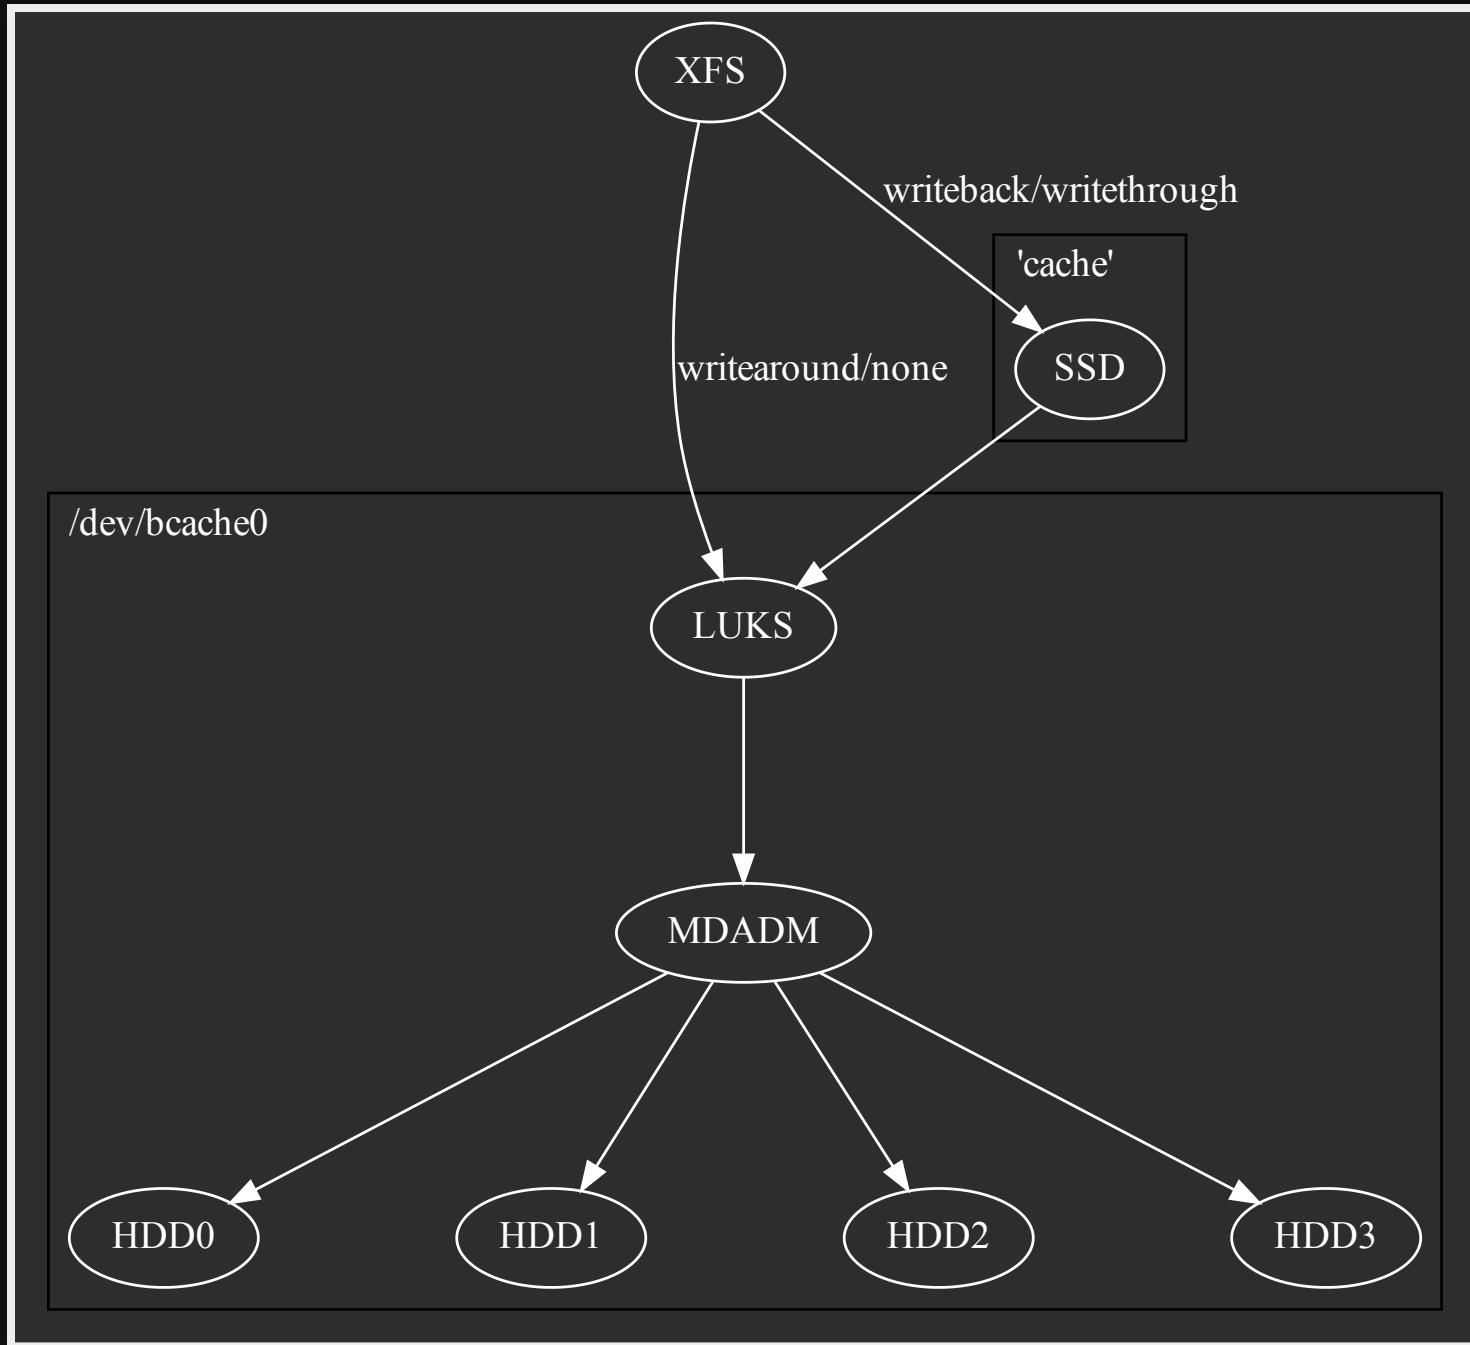 XFS
writeback/writethrough
'cache'
writearound/none
SSD
/dev/bcache0
LUKS
MDADM
HDD0
HDD1
HDD2
HDD3